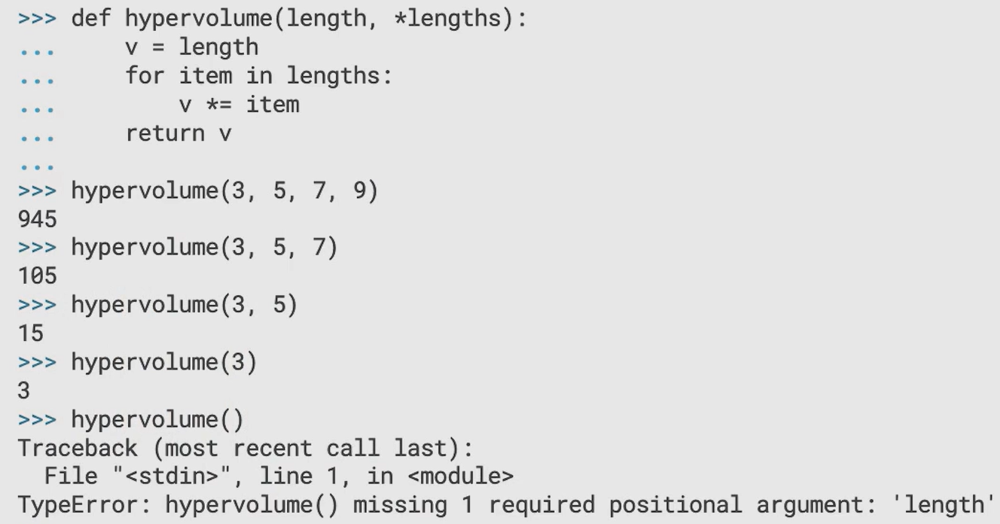 >>> def hypervolume(length, *lengths):
...     v = length
...     for item in lengths:
...         v *= item
...     return v
...
>>> hypervolume(3, 5, 7, 9)
945
>>> hypervolume(3, 5, 7)
105
>>> hypervolume(3, 5)
15
>>> hypervolume(3)
3
>>> hypervolume()
Traceback (most recent call last):
  File "<stdin>", line 1, in <module>
TypeError: hypervolume() missing 1 required positional argument: 'length'